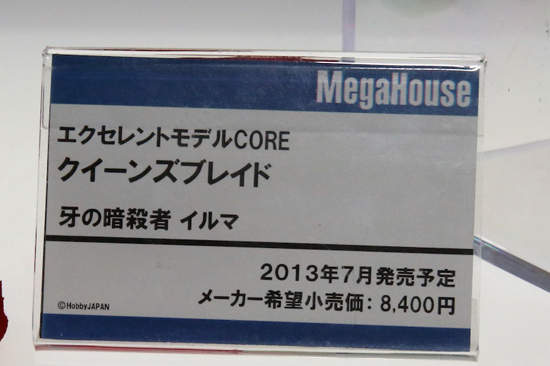 MegaHouse
エクセレントモデルCORE
クイーンズブレイド
牙の暗殺者 イルマ
2013年7月発売予定
メーカー希望小売価：8,400円
©HobbyJAPAN